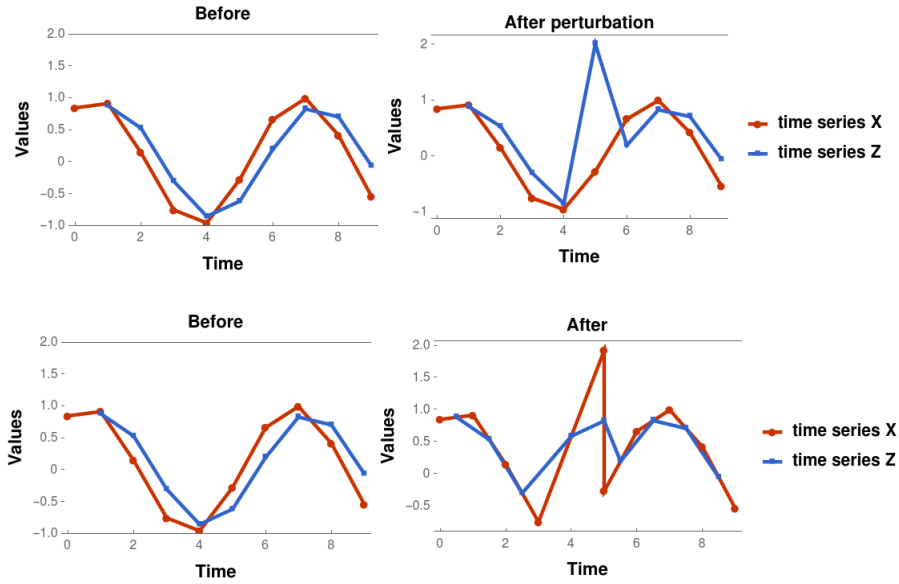 Before
After perturbation
2.0
1.5
1.0
0.5
0
−0.5
−1.0
Values
0 2 4 6 8
Time
2
1
0
−1
Values
0 2 4 6 8
Time
time series X
time series Z
Before
After
2.0
1.5
1.0
0.5
0
−0.5
−1.0
Values
0 2 4 6 8
Time
2.0
1.5
1.0
0.5
0
−0.5
Values
0 2 4 6 8
Time
time series X
time series Z